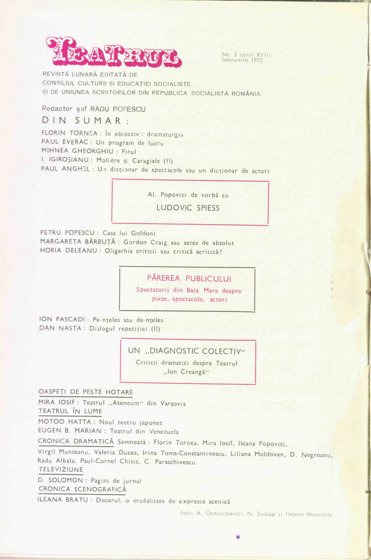 TEATRUL
Nr. 2 (anul XVII)
februarie 1972
REVISTĂ LUNARĂ EDITATĂ DE
CONSILIUL CULTURII ȘI EDUCAȚIEI SOCIALISTE
ȘI DE UNIUNEA SCRIITORILOR DIN REPUBLICA SOCIALISTĂ ROMÂNIA
Redactor șef RADU POPESCU
DIN SUMAR :
FLORIN TORNEA : În obiectiv : dramaturgia
PAUL EVERAC : Un program de lucru
MIHNEA GHEORGHIU : Firul
I. IGIROȘIANU : Molière și Caragiale (II)
PAUL ANGHEL : Un dicționar de spectacole sau un dicționar de actori
Al. Popovici de vorbă cu
LUDOVIC SPIESS
PETRU POPESCU : Casa lui Goldoni
MARGARETA BĂRBUȚĂ : Gordon Craig sau setea de absolut
HORIA DELEANU : Oligarhia criticii sau critică acritică?
PĂREREA PUBLICULUI
Spectatorii din Baia Mare despre
piese, spectacole, actori
ION PASCADI : Pe-nțeles sau de-nțeles
DAN NASTA : Dialogul repetiției (II)
UN „DIAGNOSTIC COLECTIV"
Criticii dramatici despre Teatrul
„Ion Creangă"
OASPEȚI DE PESTE HOTARE
MIRA IOSIF : Teatrul „Ateneum" din Varșovia
TEATRUL ÎN LUME
MOTOO HATTA : Noul teatru japonez
EUGEN B. MARIAN : Teatrul din Venezuela
CRONICA DRAMATICĂ Semnează : Florin Tornea, Mira Iosif, Ileana Popovici,
Virgil Munteanu, Valeria Ducea, Irina Toma-Constantinescu, Liliana Moldovan, D. Negreanu,
Radu Albala, Paul-Cornel Chitic, C. Paraschivescu
TELEVIZIUNE
D. SOLOMON : Pagini de jurnal
CRONICA SCENOGRAFICĂ
ILEANA BRATU : Decorul, o modalitate de expresie scenică
Foto. A. Oswulchevici, N. Svoico și Ileana Muncaciu